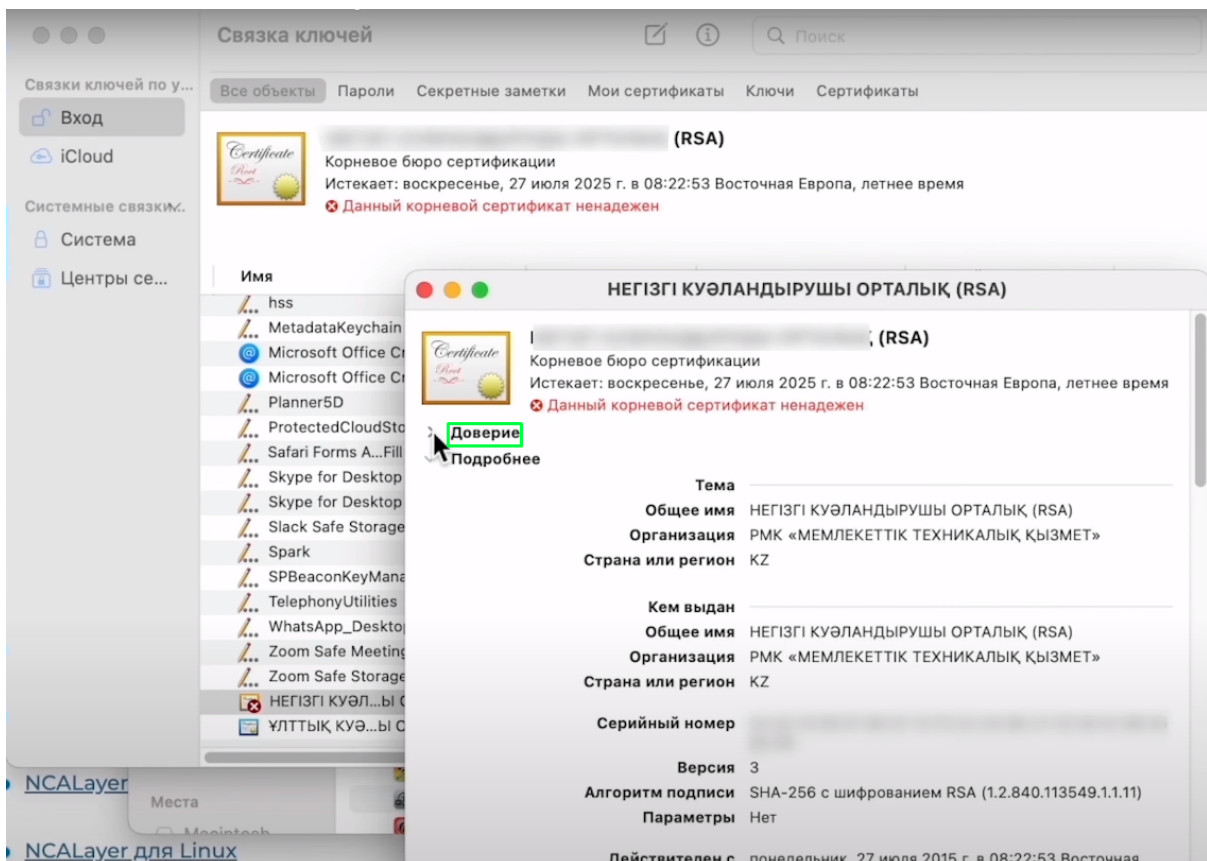 Связка ключей
Поиск
Связки ключей по у...
Вход
iCloud
Системные связки...
Система
Центры се...
Все объекты Пароли Секретные заметки Мои сертификаты Ключи Сертификаты
Certificate
Root
(RSA)
Корневое бюро сертификации
Истекает: воскресенье, 27 июля 2025 г. в 08:22:53 Восточная Европа, летнее время
Данный корневой сертификат ненадежен
Имя
hss
MetadataKeychain
Microsoft Office Cr
Microsoft Office Cr
Planner5D
ProtectedCloudSto
Safari Forms A...Fill
Skype for Desktop
Skype for Desktop
Slack Safe Storage
Spark
SPBeaconKeyMana
TelephonyUtilities
WhatsApp_Deskto
Zoom Safe Meeting
Zoom Safe Storage
НЕГІЗГІ КУӘЛ...Ы О
ҰЛТТЫҚ КУӘ...Ы О
НЕГІЗГІ КУӘЛАНДЫРУШЫ ОРТАЛЫҚ (RSA)
Certificate
Root
(RSA)
Корневое бюро сертификации
Истекает: воскресенье, 27 июля 2025 г. в 08:22:53 Восточная Европа, летнее время
Данный корневой сертификат ненадежен
Доверие
Подробнее
Тема
Общее имя НЕГІЗГІ КУӘЛАНДЫРУШЫ ОРТАЛЫҚ (RSA)
Организация РМК «МЕМЛЕКЕТТІК ТЕХНИКАЛЫҚ ҚЫЗМЕТ»
Страна или регион KZ
Кем выдан
Общее имя НЕГІЗГІ КУӘЛАНДЫРУШЫ ОРТАЛЫҚ (RSA)
Организация РМК «МЕМЛЕКЕТТІК ТЕХНИКАЛЫҚ ҚЫЗМЕТ»
Страна или регион KZ
Серийный номер
Версия 3
Алгоритм подписи SHA-256 с шифрованием RSA (1.2.840.113549.1.1.11)
Параметры Нет
Действителен с понедельник, 27 июля 2015 г. в 08:22:53 Восточная
NCALayer
Места
Macintosh
NCALayer для Linux